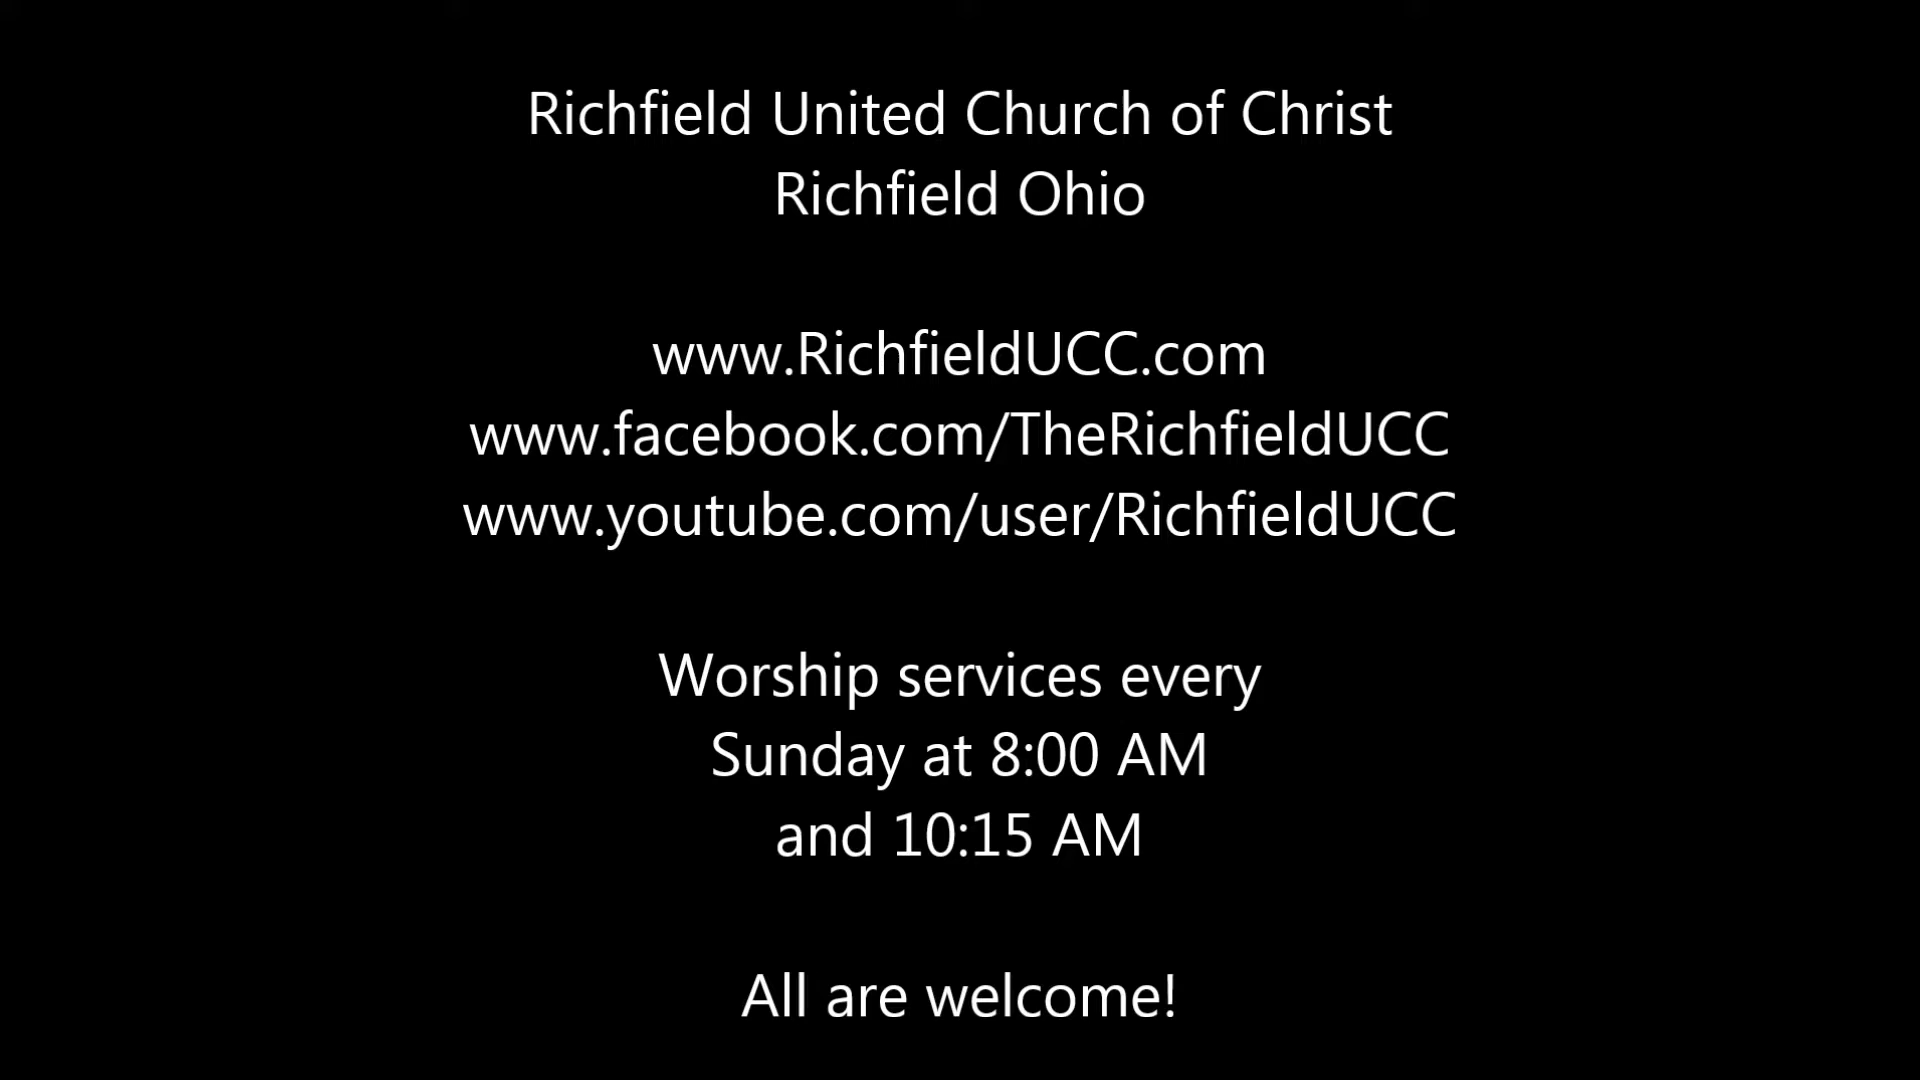 Richfield United Church of Christ
Richfield Ohio
www.RichfieldUCC.com
www.facebook.com/TheRichfieldUCC
www.youtube.com/user/RichfieldUCC
Worship services every
Sunday at 8:00 AM
and 10:15 AM
All are welcome!